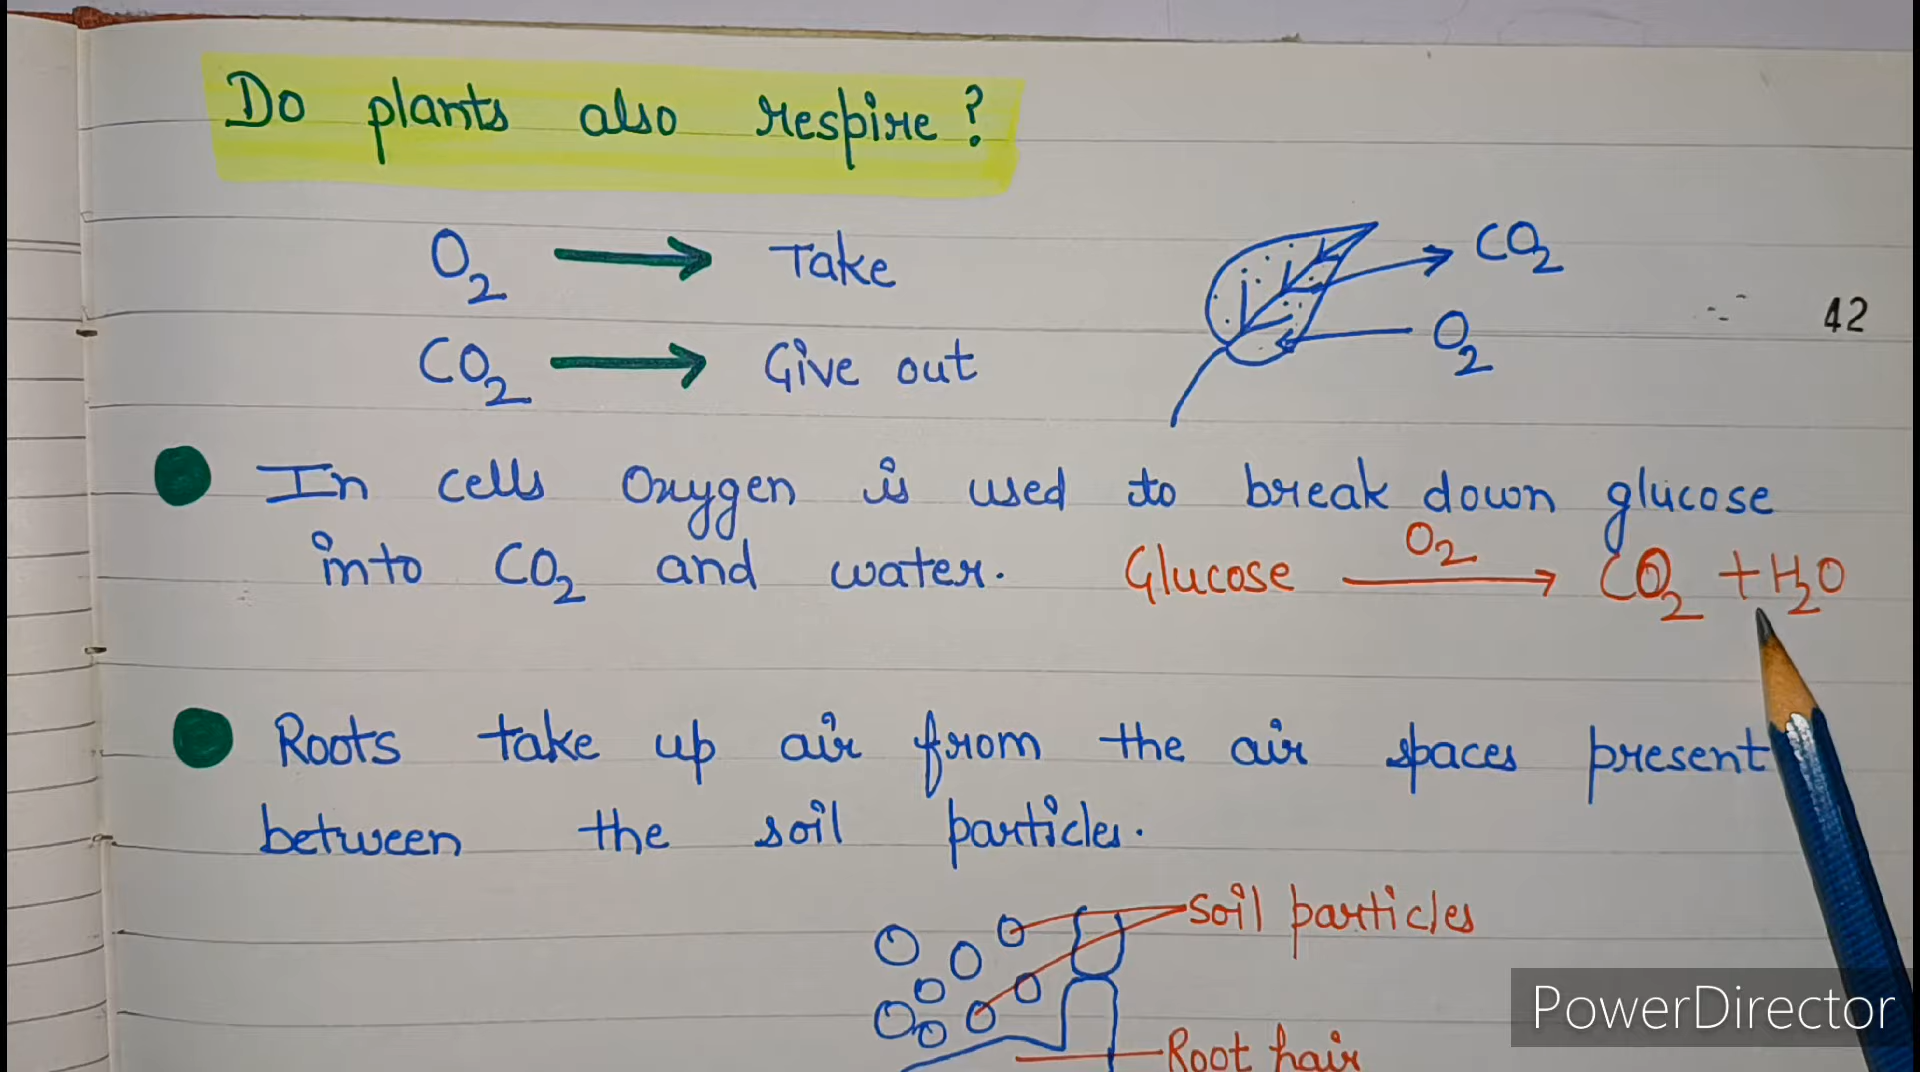 Do plants also respire?
O₂ → Take
CO₂ → Give out
CO₂
O₂
42
In cells Oxygen is used to break down glucose
into CO₂ and water. Glucose O₂ → CO₂ + H₂O
Roots take up air from the air spaces present
between the soil particles.
Soil particles
Root hair
PowerDirector